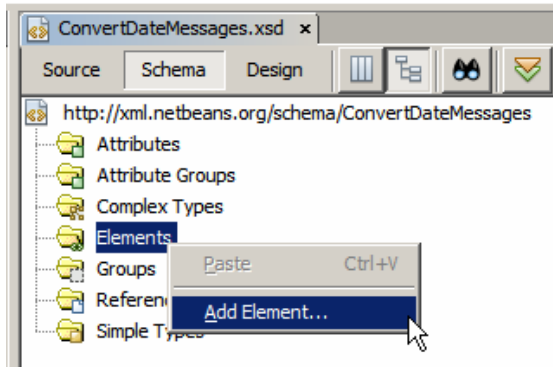 ConvertDateMessages.xsd x
Source Schema Design
http://xml.netbeans.org/schema/ConvertDateMessages
Attributes
Attribute Groups
Complex Types
Elements
Paste Ctrl+V
Groups
Add Element...
Simple